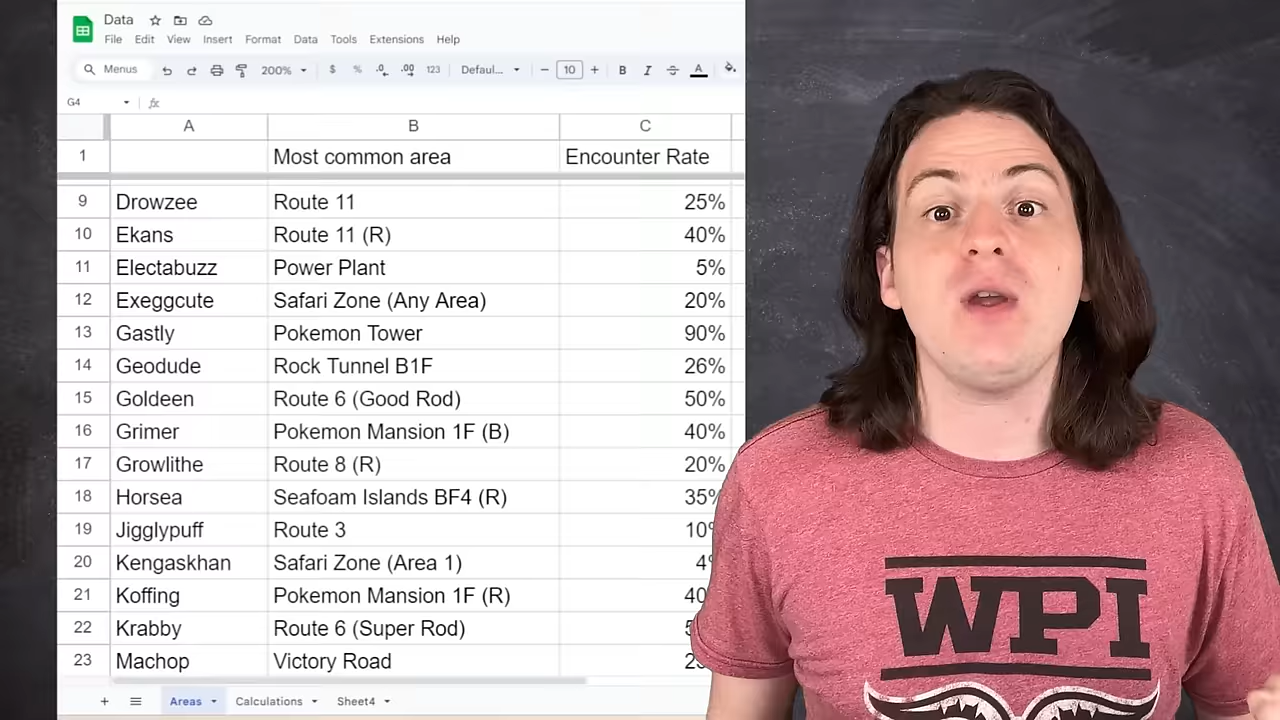 Data
File Edit View Insert Format Data Tools Extensions Help
Menus 200% $ % .0 .00 123 Defaul... − 10 + B I A
G4 fx
A B C
1 Most common area Encounter Rate
9 Drowzee Route 11 25%
10 Ekans Route 11 (R) 40%
11 Electabuzz Power Plant 5%
12 Exeggcute Safari Zone (Any Area) 20%
13 Gastly Pokemon Tower 90%
14 Geodude Rock Tunnel B1F 26%
15 Goldeen Route 6 (Good Rod) 50%
16 Grimer Pokemon Mansion 1F (B) 40%
17 Growlithe Route 8 (R) 20%
18 Horsea Seafoam Islands BF4 (R) 35%
19 Jigglypuff Route 3 10%
20 Kengaskhan Safari Zone (Area 1) 4%
21 Koffing Pokemon Mansion 1F (R) 40
22 Krabby Route 6 (Super Rod)
23 Machop Victory Road
+ Areas Calculations Sheet4
WPI